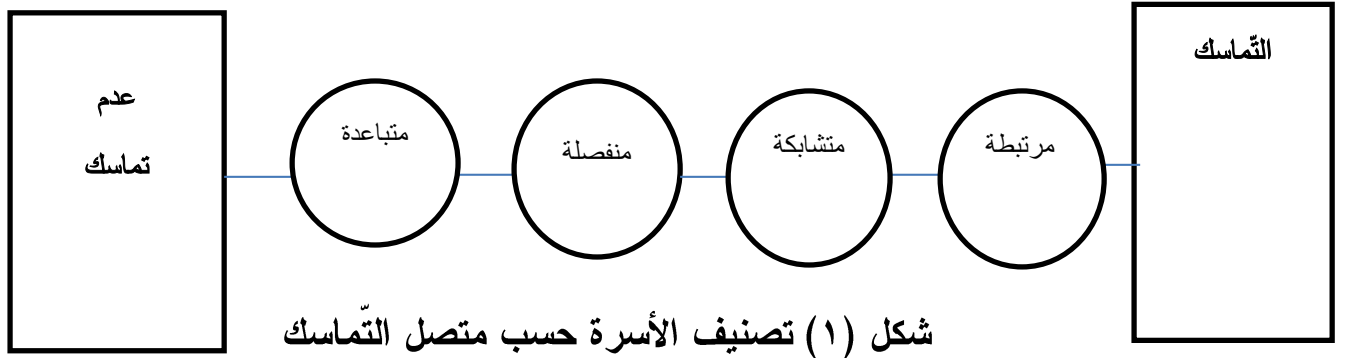 التّماسك
مرتبطة
متشابكة
منفصلة
متباعدة
عدم
تماسك
شكل (١) تصنيف الأسرة حسب متصل التّماسك